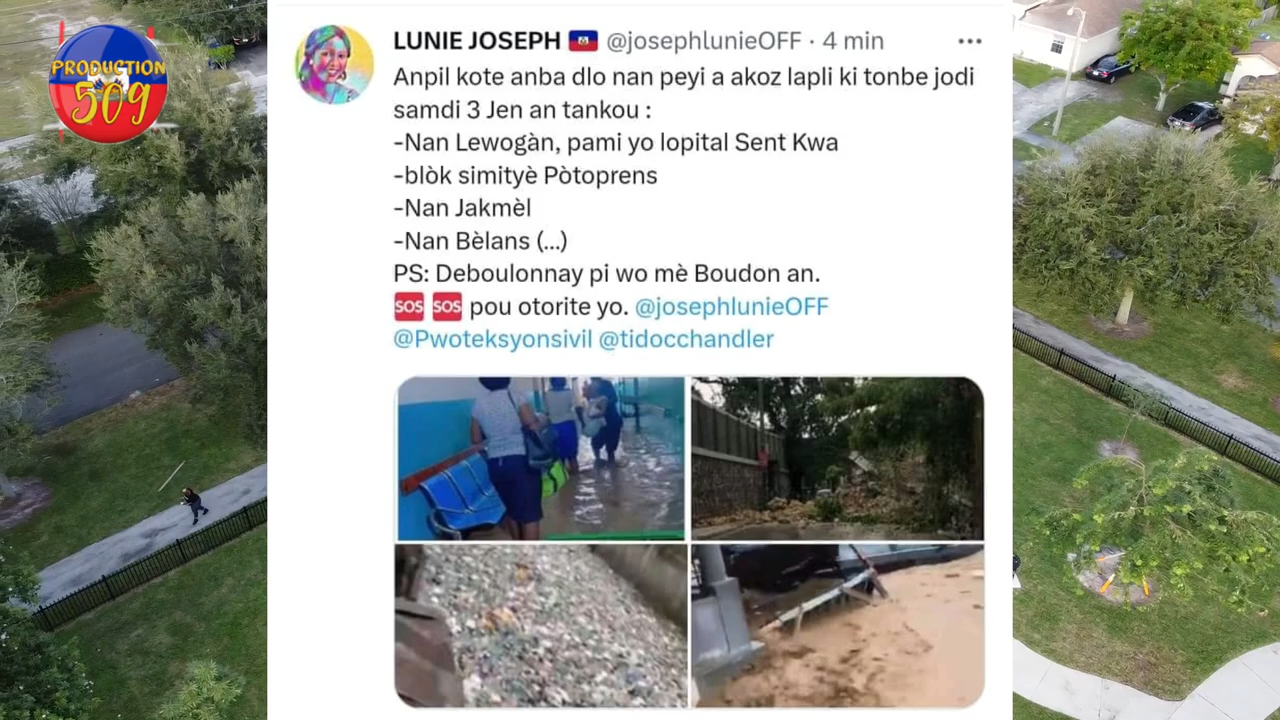 PRODUCTION
509
LUNIE JOSEPH 🇭🇹 @josephlunieOFF · 4 min
Anpil kote anba dlo nan peyi a akoz lapli ki tonbe jodi
samdi 3 Jen an tankou :
-Nan Lewogàn, pami yo lopital Sent Kwa
-blòk simityè Pòtoprens
-Nan Jakmèl
-Nan Bèlans (...)
PS: Deboulonnay pi wo mè Boudon an.
🆘 🆘 pou otorite yo. @josephlunieOFF
@Pwoteksyonsivil @tidocchandler